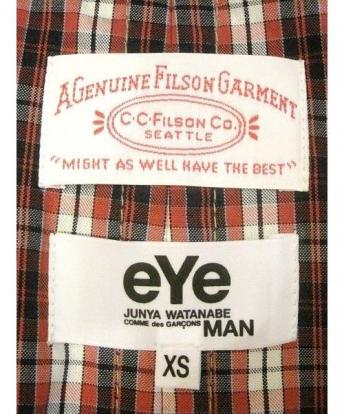 A GENUINE FILSON GARMENT
C·C·FILSON CO.
SEATTLE
"MIGHT AS WELL HAVE THE BEST"
eYe
JUNYA WATANABE
COMME des GARÇONS MAN
XS